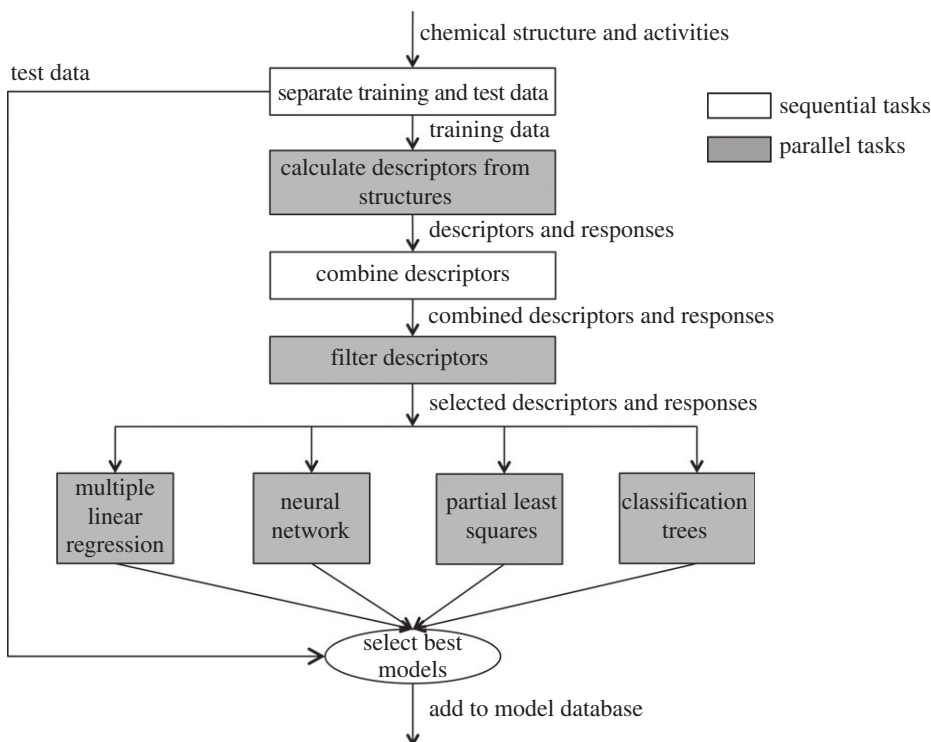 chemical structure and activities
test data
separate training and test data
sequential tasks
training data
parallel tasks
calculate descriptors from
structures
descriptors and responses
combine descriptors
combined descriptors and responses
filter descriptors
selected descriptors and responses
multiple
linear
regression
neural
network
partial least
squares
classification
trees
select best
models
add to model database